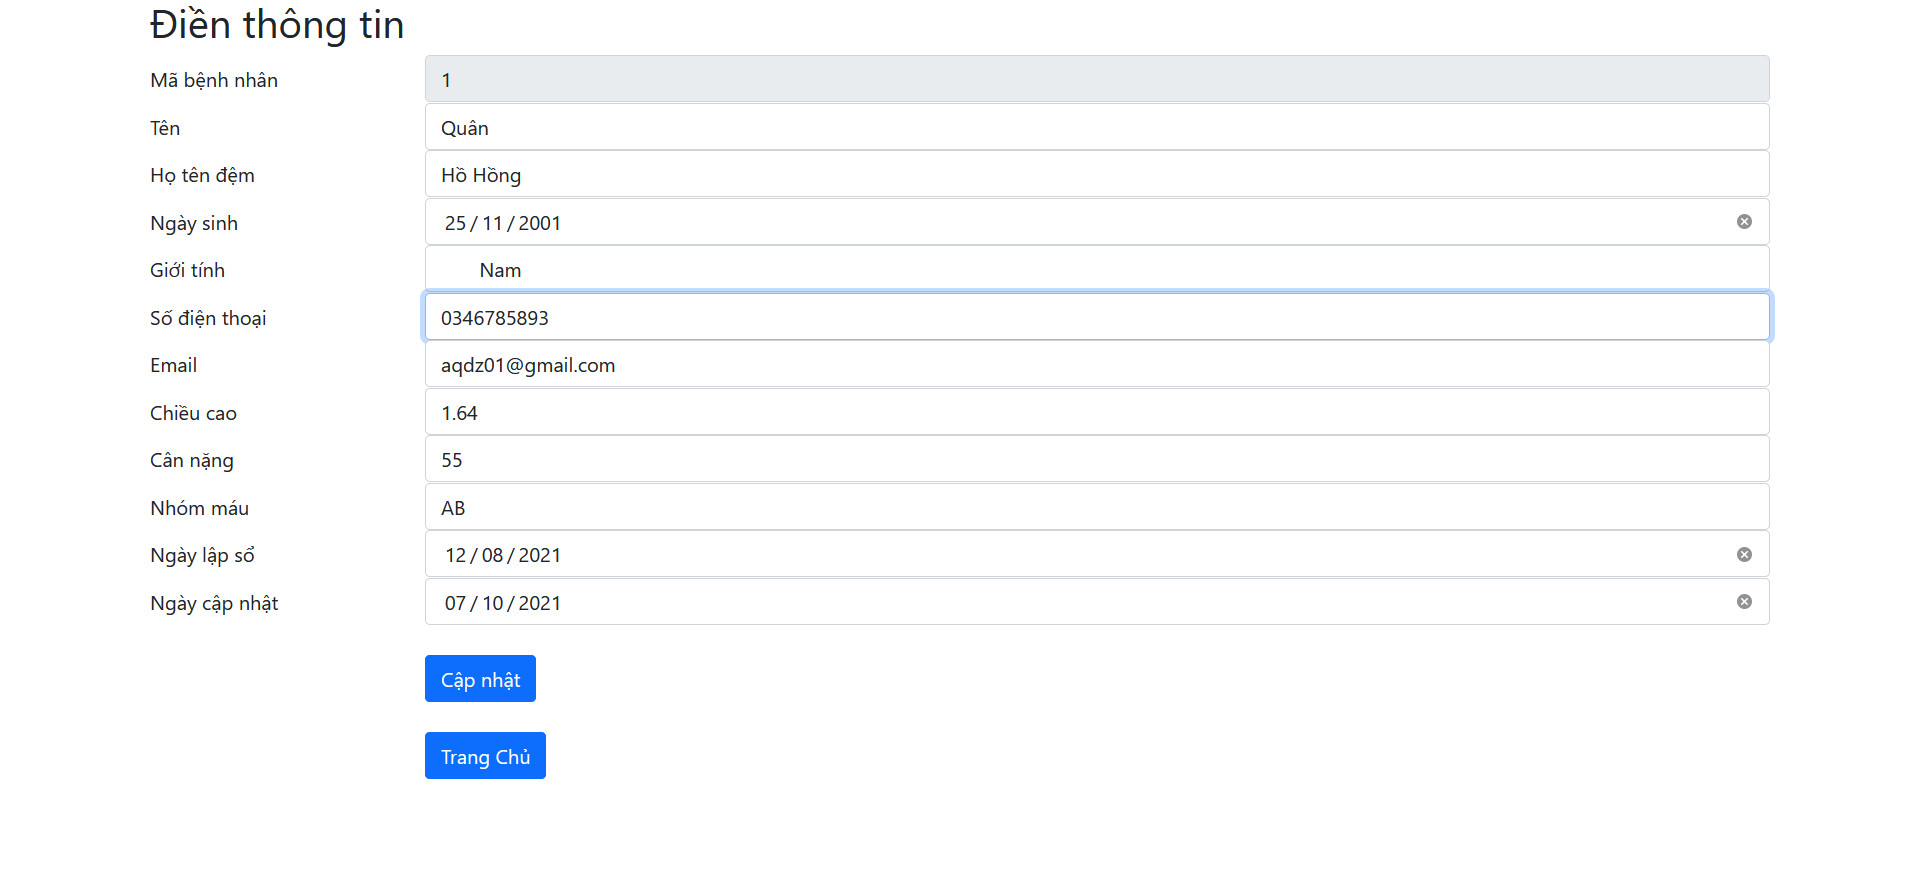 Điền thông tin
Mã bệnh nhân 1
Tên Quân
Họ tên đệm Hồ Hồng
Ngày sinh 25 / 11 / 2001
Giới tính Nam
Số điện thoại 0346785893
Email aqdz01@gmail.com
Chiều cao 1.64
Cân nặng 55
Nhóm máu AB
Ngày lập sổ 12 / 08 / 2021
Ngày cập nhật 07 / 10 / 2021
Cập nhật
Trang Chủ